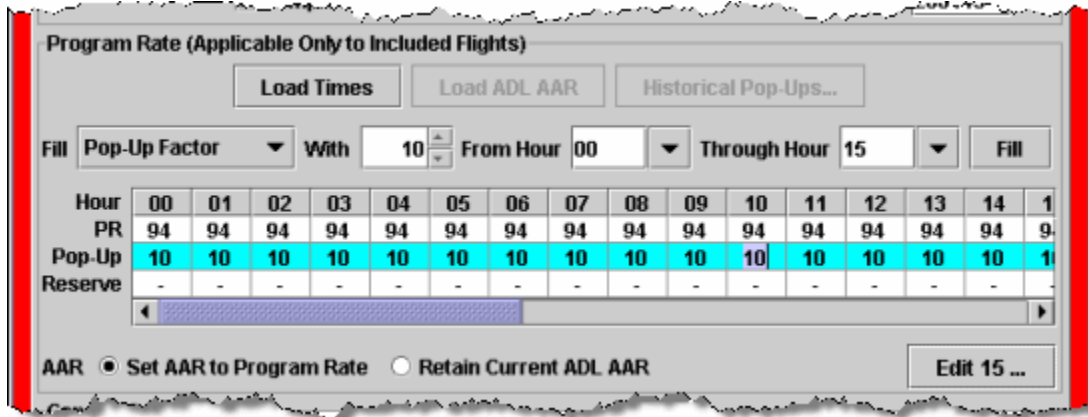 Program Rate (Applicable Only to Included Flights)
Load Times Load ADL AAR Historical Pop-Ups...
Fill Pop-Up Factor With 10 From Hour 00 Through Hour 15 Fill
Hour 00 01 02 03 04 05 06 07 08 09 10 11 12 13 14 1
PR 94 94 94 94 94 94 94 94 94 94 94 94 94 94 94 9
Pop-Up 10 10 10 10 10 10 10 10 10 10 10 10 10 10 10 1
Reserve - - - - - - - - - - - - - - - -
AAR Set AAR to Program Rate Retain Current ADL AAR Edit 15 ...